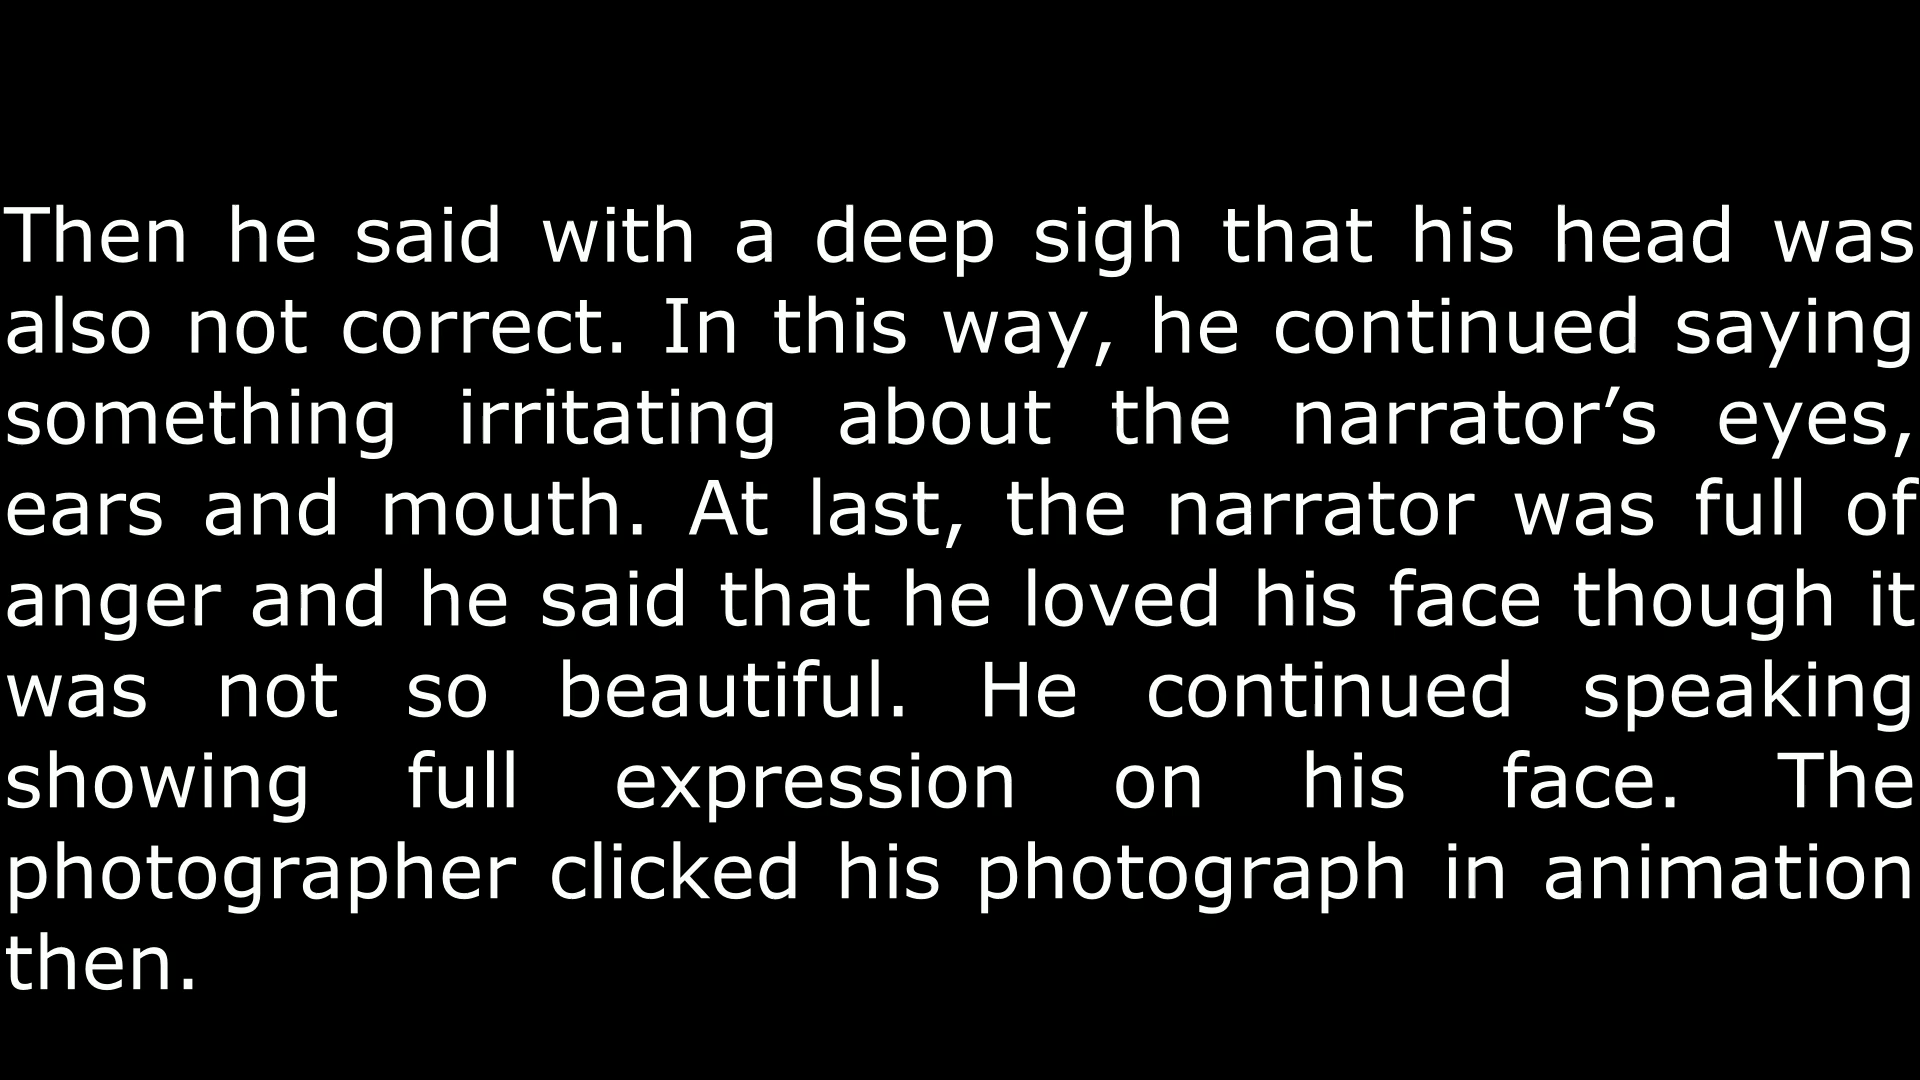 Then he said with a deep sigh that his head was
also not correct. In this way, he continued saying
something irritating about the narrator’s eyes,
ears and mouth. At last, the narrator was full of
anger and he said that he loved his face though it
was not so beautiful. He continued speaking
showing full expression on his face. The
photographer clicked his photograph in animation
then.